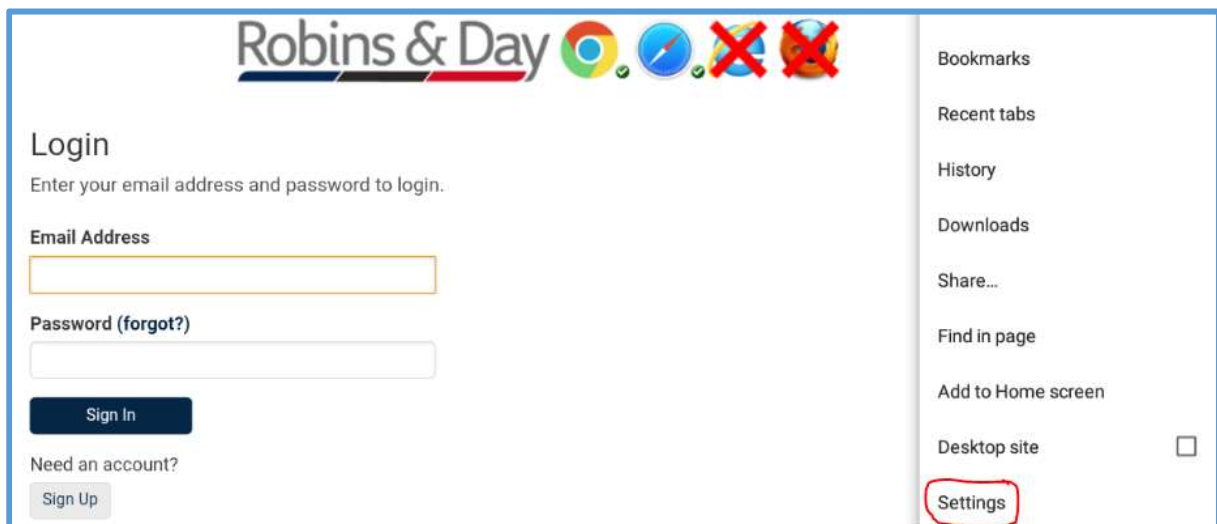 Robins & Day
Login
Enter your email address and password to login.
Email Address
Password (forgot?)
Sign In
Need an account?
Sign Up
Bookmarks
Recent tabs
History
Downloads
Share...
Find in page
Add to Home screen
Desktop site
Settings